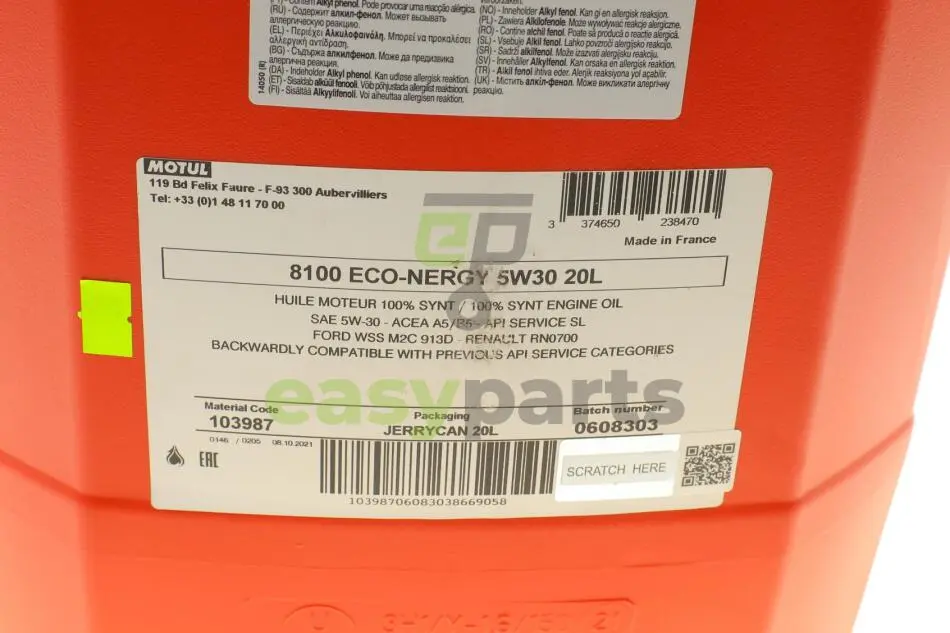 (RU) - Содержит алкил-фенол. Может вызывать
аллергическую реакцию.
(EL) - Περιέχει Αλκυλοφαινόλη. Μπορεί να προκαλέσει
αλλεργική αντίδραση.
(BG) - Съдържа алкилфенол. Може да предизвика
алергична реакция.
(DA) - Indeholder Alkyl phenol. Kan udløse allergisk reaktion.
(ET) - Sisaldab alküül fenooli. Võib põhjustada allergilist reaktsiooni.
(FI) - Sisältää Alkyylifenoli. Voi aiheuttaa allergisen reaktion.
14050 (R)
(NO) - Inneholder Alkyl fenol. Kan gi en allergisk reaksjon.
(PL) - Zawiera Alkilofenole. Może wywoływać reakcje alergiczne.
(RO) - Contine alchil fenol. Poate să producă o reacție alergică.
(SL) - Vsebuje Alkil fenol. Lahko povzroči alergijsko reakcijo.
(SR) - Sadrži alkilfenol. Može izazvati alergijsku reakciju.
(SV) - Innehåller Alkylfenol. Kan orsaka en allergisk reaktion.
(TR) - Alkil fenol ihtiva eder. Alerjik reaksiyona yol açabilir.
(UK) - Мстить алкіл-фенол. Може викликати алергічну
реакцію.
MOTUL
119 Bd Felix Faure - F-93 300 Aubervilliers
Tel: +33 (0)1 48 11 70 00
3 374650 238470
Made in France
ep
8100 ECO-NERGY 5W30 20L
HUILE MOTEUR 100% SYNT / 100% SYNT ENGINE OIL
SAE 5W-30 - ACEA A5/B5 - API SERVICE SL
FORD WSS M2C 913D - RENAULT RN0700
BACKWARDLY COMPATIBLE WITH PREVIOUS API SERVICE CATEGORIES
easyparts
Material Code
103987
Packaging
JERRYCAN 20L
Batch number
0608303
0146 / 0205 08.10.2021
EAC
SCRATCH HERE
10398706083038669058